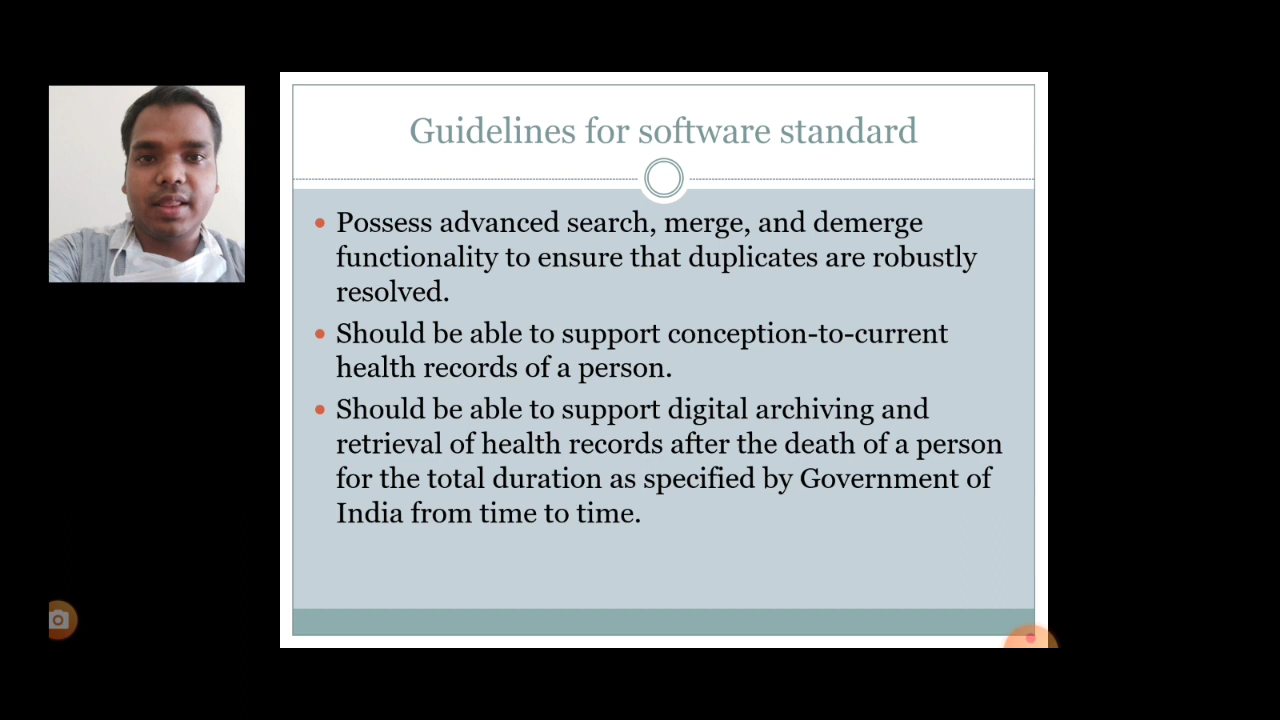 Guidelines for software standard
Possess advanced search, merge, and demerge
functionality to ensure that duplicates are robustly
resolved.
Should be able to support conception-to-current
health records of a person.
Should be able to support digital archiving and
retrieval of health records after the death of a person
for the total duration as specified by Government of
India from time to time.